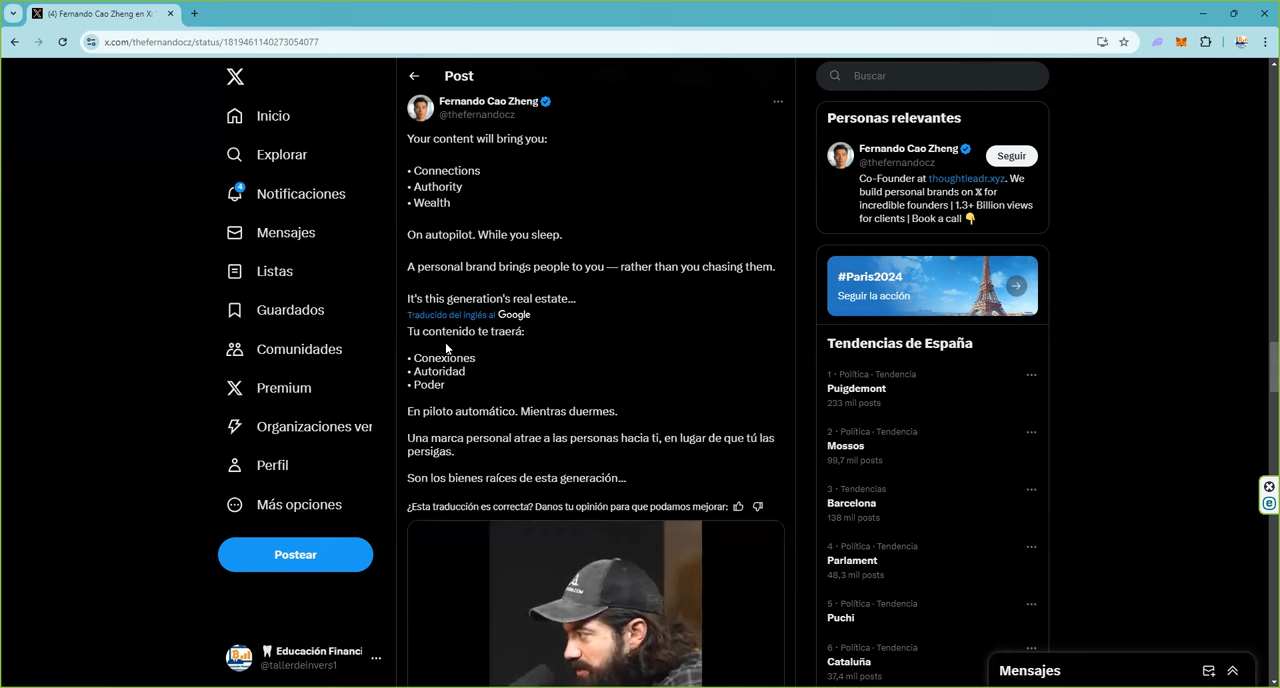 (4) Fernando Cao Zheng en X: "
x.com/thefernandocz/status/1819461140273054077
Post
Buscar
Fernando Cao Zheng
@thefernandocz
Your content will bring you:
• Connections
• Authority
• Wealth
On autopilot. While you sleep.
A personal brand brings people to you — rather than you chasing them.
It's this generation's real estate...
Traducido del inglés al Google
Tu contenido te traerá:
• Conexiones
• Autoridad
• Poder
En piloto automático. Mientras duermes.
Una marca personal atrae a las personas hacia ti, en lugar de que tú las
persigas.
Son los bienes raíces de esta generación...
¿Esta traducción es correcta? Danos tu opinión para que podamos mejorar:
Inicio
Explorar
4
Notificaciones
Mensajes
Listas
Guardados
Comunidades
Premium
Organizaciones ver
Perfil
Más opciones
Postear
Educación Financi
@tallerdeinvers1
Personas relevantes
Fernando Cao Zheng
@thefernandocz
Seguir
Co-Founder at thoughtleadr.xyz. We
build personal brands on X for
incredible founders | 1.3+ Billion views
for clients | Book a call
#Paris2024
Seguir la acción
Tendencias de España
1 · Política · Tendencia
Puigdemont
233 mil posts
2 · Política · Tendencia
Mossos
99,7 mil posts
3 · Tendencias
Barcelona
138 mil posts
4 · Política · Tendencia
Parlament
48,3 mil posts
5 · Política · Tendencia
Puchi
6 · Política · Tendencia
Cataluña
37,4 mil posts
Mensajes